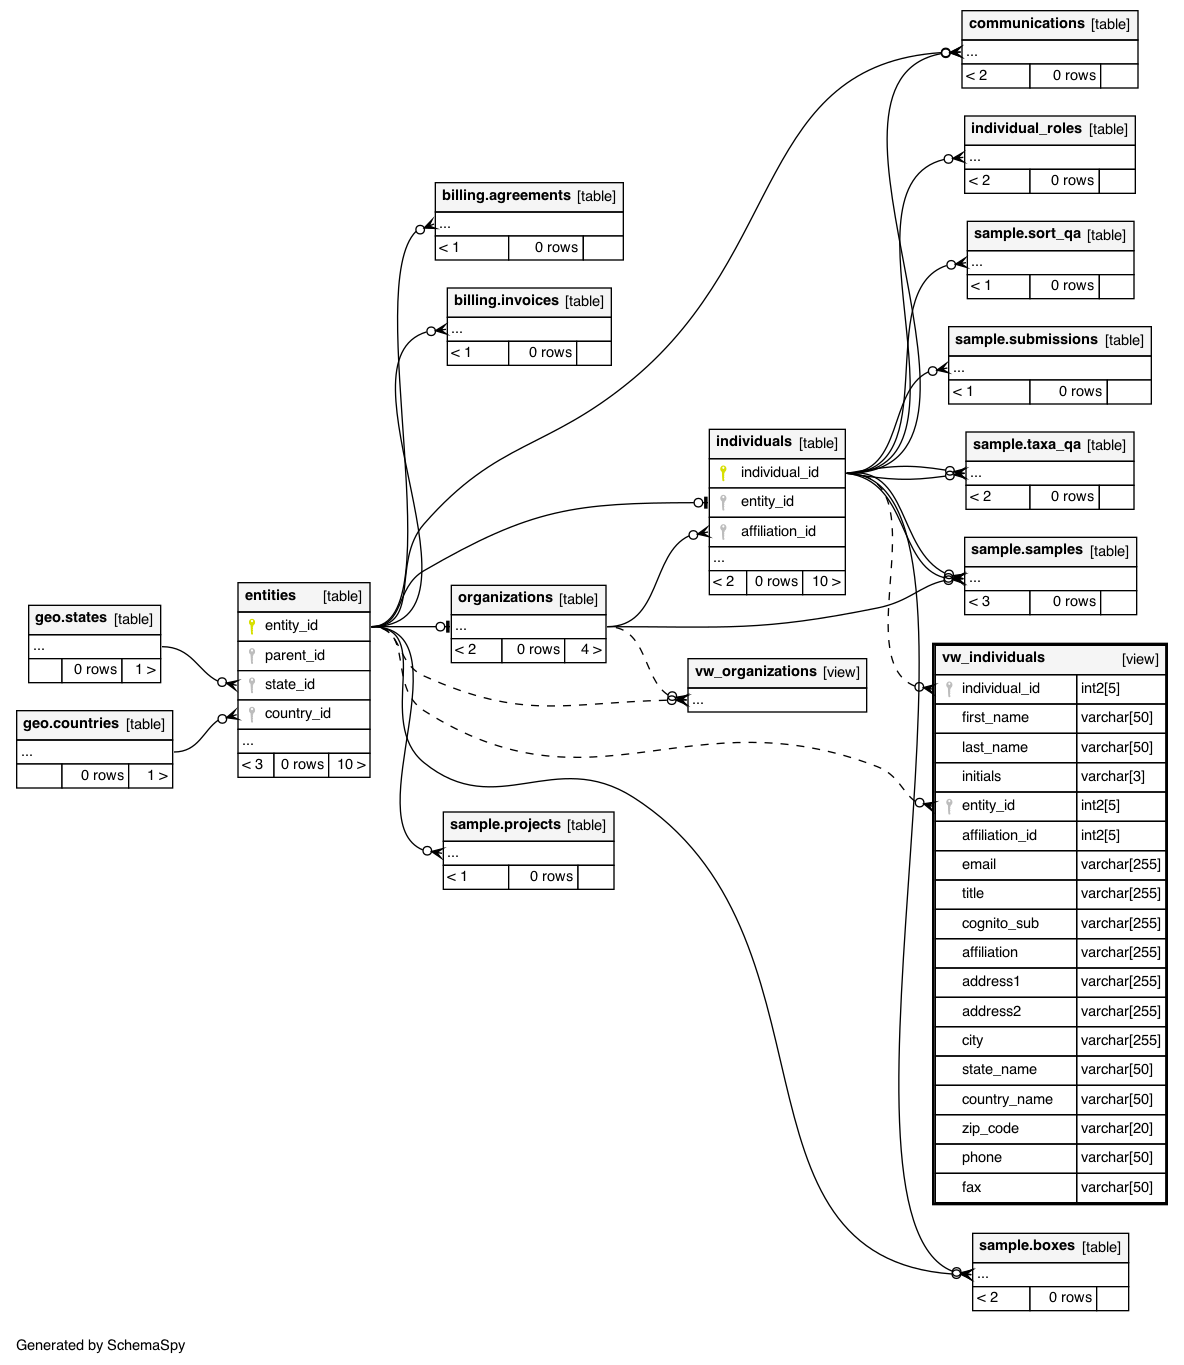 communications [table]
...
< 2 0 rows
individual_roles [table]
...
< 2 0 rows
billing.agreements [table]
...
< 1 0 rows
sample.sort_qa [table]
...
< 1 0 rows
billing.invoices [table]
...
< 1 0 rows
sample.submissions [table]
...
< 1 0 rows
individuals [table]
individual_id
entity_id
affiliation_id
...
< 2 0 rows 10 >
sample.taxa_qa [table]
...
< 2 0 rows
sample.samples [table]
...
< 3 0 rows
entities [table]
entity_id
parent_id
state_id
country_id
...
< 3 0 rows 10 >
organizations [table]
...
< 2 0 rows 4 >
geo.states [table]
...
0 rows 1 >
geo.countries [table]
...
0 rows 1 >
vw_organizations [view]
...
vw_individuals [view]
individual_id int2[5]
first_name varchar[50]
last_name varchar[50]
initials varchar[3]
entity_id int2[5]
affiliation_id int2[5]
email varchar[255]
title varchar[255]
cognito_sub varchar[255]
affiliation varchar[255]
address1 varchar[255]
address2 varchar[255]
city varchar[255]
state_name varchar[50]
country_name varchar[50]
zip_code varchar[20]
phone varchar[50]
fax varchar[50]
sample.projects [table]
...
< 1 0 rows
sample.boxes [table]
...
< 2 0 rows
Generated by SchemaSpy